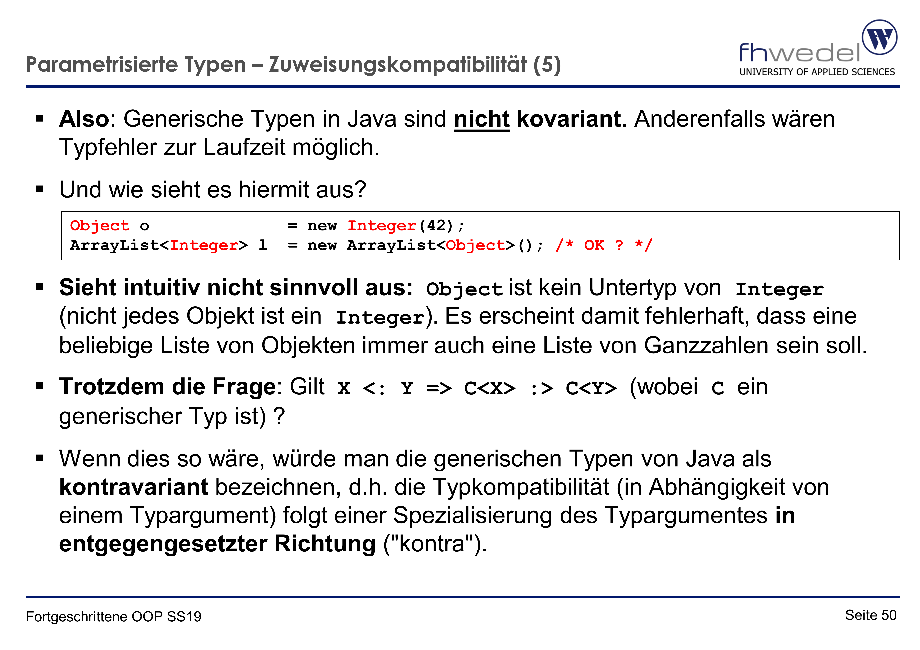 fhwedel
UNIVERSITY OF APPLIED SCIENCES
Parametrisierte Typen – Zuweisungskompatibilität (5)
▪ Also: Generische Typen in Java sind nicht kovariant. Anderenfalls wären
Typfehler zur Laufzeit möglich.
▪ Und wie sieht es hiermit aus?
Object o = new Integer(42);
ArrayList<Integer> l = new ArrayList<Object>(); /* OK ? */
▪ Sieht intuitiv nicht sinnvoll aus: Object ist kein Untertyp von Integer
(nicht jedes Objekt ist ein Integer). Es erscheint damit fehlerhaft, dass eine
beliebige Liste von Objekten immer auch eine Liste von Ganzzahlen sein soll.
▪ Trotzdem die Frage: Gilt X <: Y => C<X> :> C<Y> (wobei C ein
generischer Typ ist) ?
▪ Wenn dies so wäre, würde man die generischen Typen von Java als
kontravariant bezeichnen, d.h. die Typkompatibilität (in Abhängigkeit von
einem Typargument) folgt einer Spezialisierung des Typargumentes in
entgegengesetzter Richtung ("kontra").
Fortgeschrittene OOP SS19
Seite 50